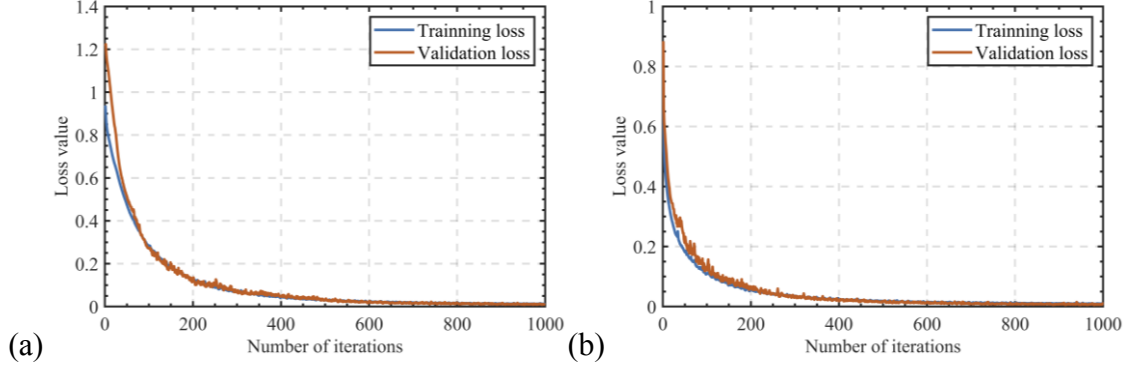 1.4
1.2
1
0.8
0.6
0.4
0.2
0
Loss value
Trainning loss
Validation loss
0 200 400 600 800 1000
Number of iterations
(a)
1
0.8
0.6
0.4
0.2
0
Loss value
Trainning loss
Validation loss
0 200 400 600 800 1000
Number of iterations
(b)